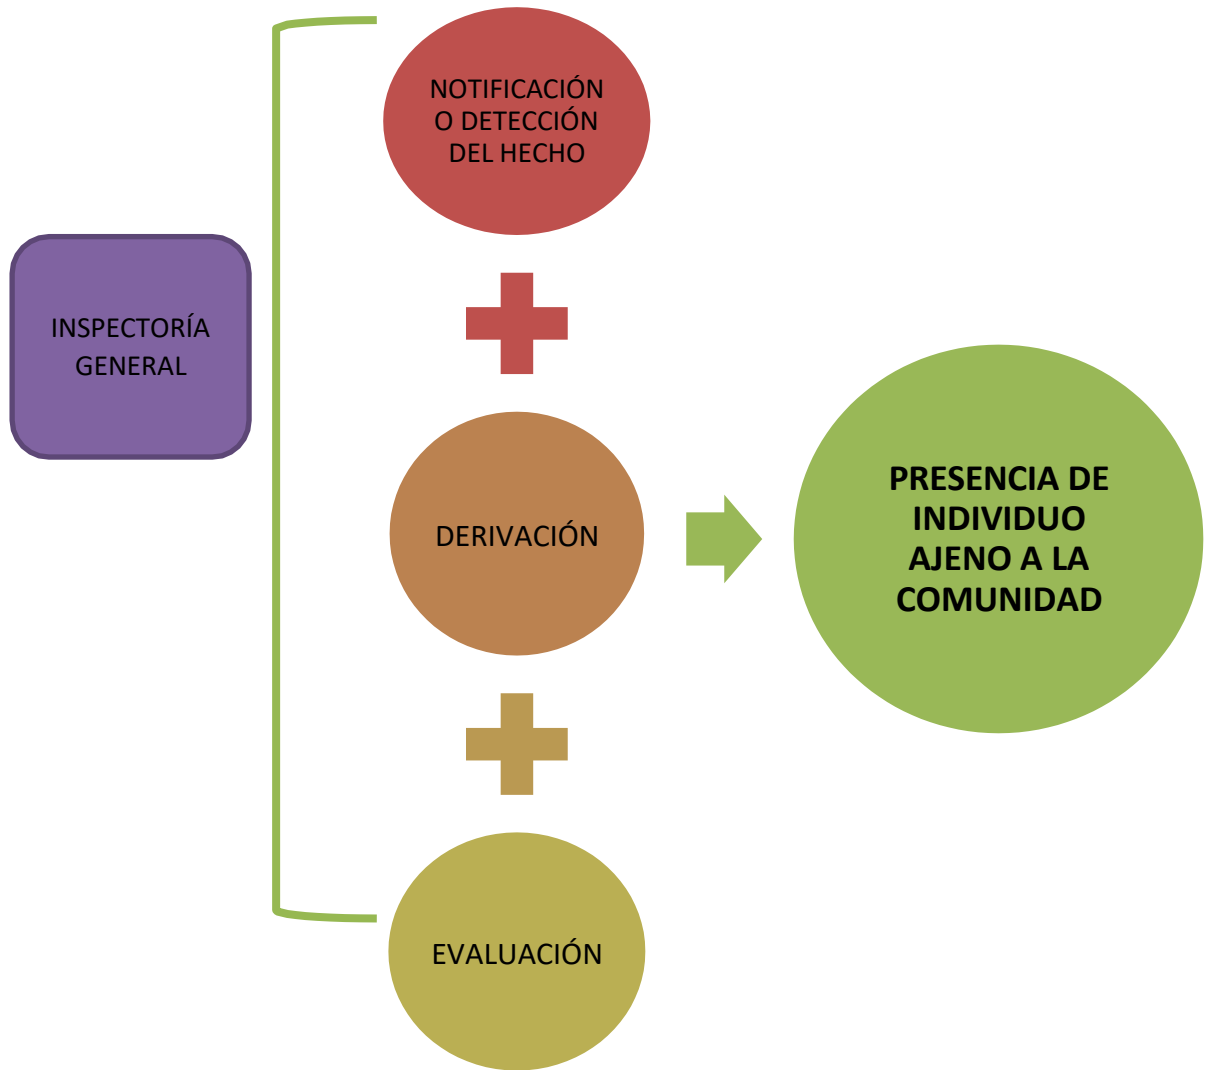 NOTIFICACIÓN
O DETECCIÓN
DEL HECHO
INSPECTORÍA
GENERAL
DERIVACIÓN
PRESENCIA DE
INDIVIDUO
AJENO A LA
COMUNIDAD
EVALUACIÓN